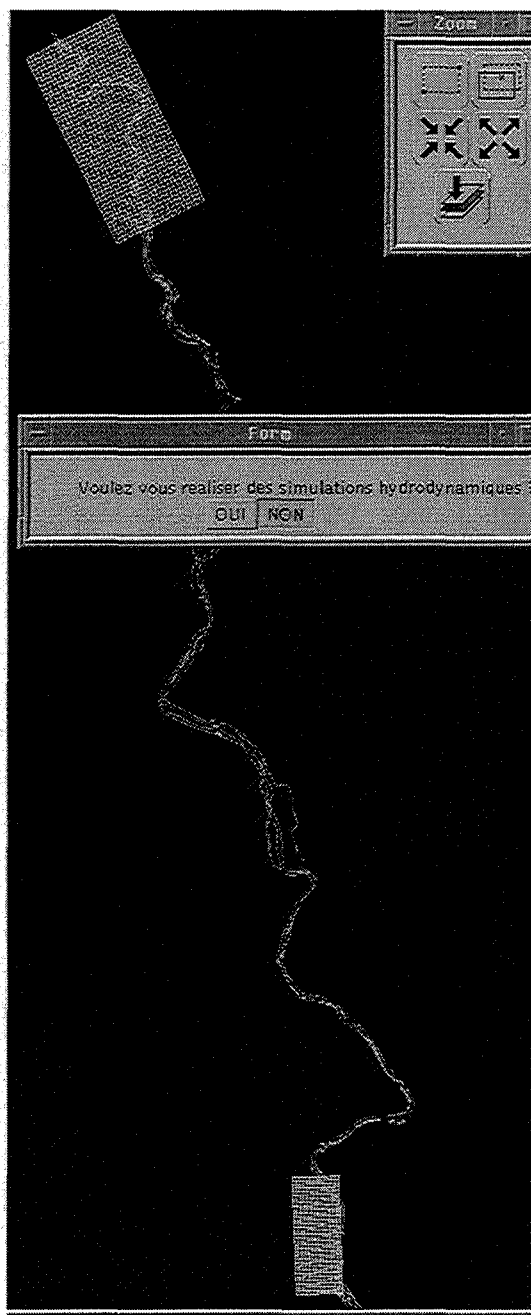 Zoom
Form
Voulez vous realiser des simulations hydrodynamiques ?
OUI NON